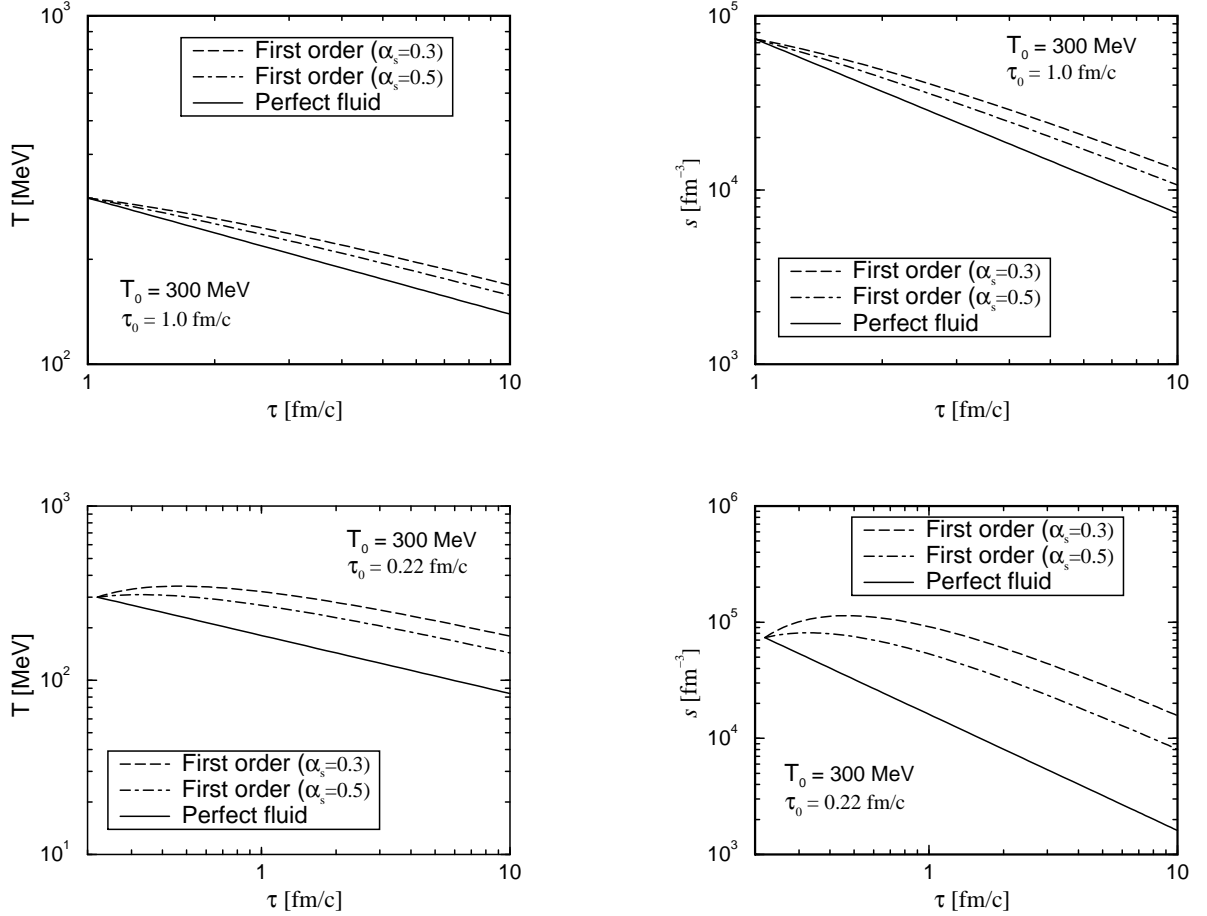 10³
T [MeV]
10²
First order (αₛ=0.3)
First order (αₛ=0.5)
Perfect fluid
T₀ = 300 MeV
τ₀ = 1.0 fm/c
1
10
τ [fm/c]
10⁵
s [fm⁻³]
10⁴
10³
T₀ = 300 MeV
τ₀ = 1.0 fm/c
First order (αₛ=0.3)
First order (αₛ=0.5)
Perfect fluid
1
10
τ [fm/c]
10³
T [MeV]
10²
10¹
T₀ = 300 MeV
τ₀ = 0.22 fm/c
First order (αₛ=0.3)
First order (αₛ=0.5)
Perfect fluid
1
10
τ [fm/c]
10⁶
10⁵
s [fm⁻³]
10⁴
10³
First order (αₛ=0.3)
First order (αₛ=0.5)
Perfect fluid
T₀ = 300 MeV
τ₀ = 0.22 fm/c
1
10
τ [fm/c]